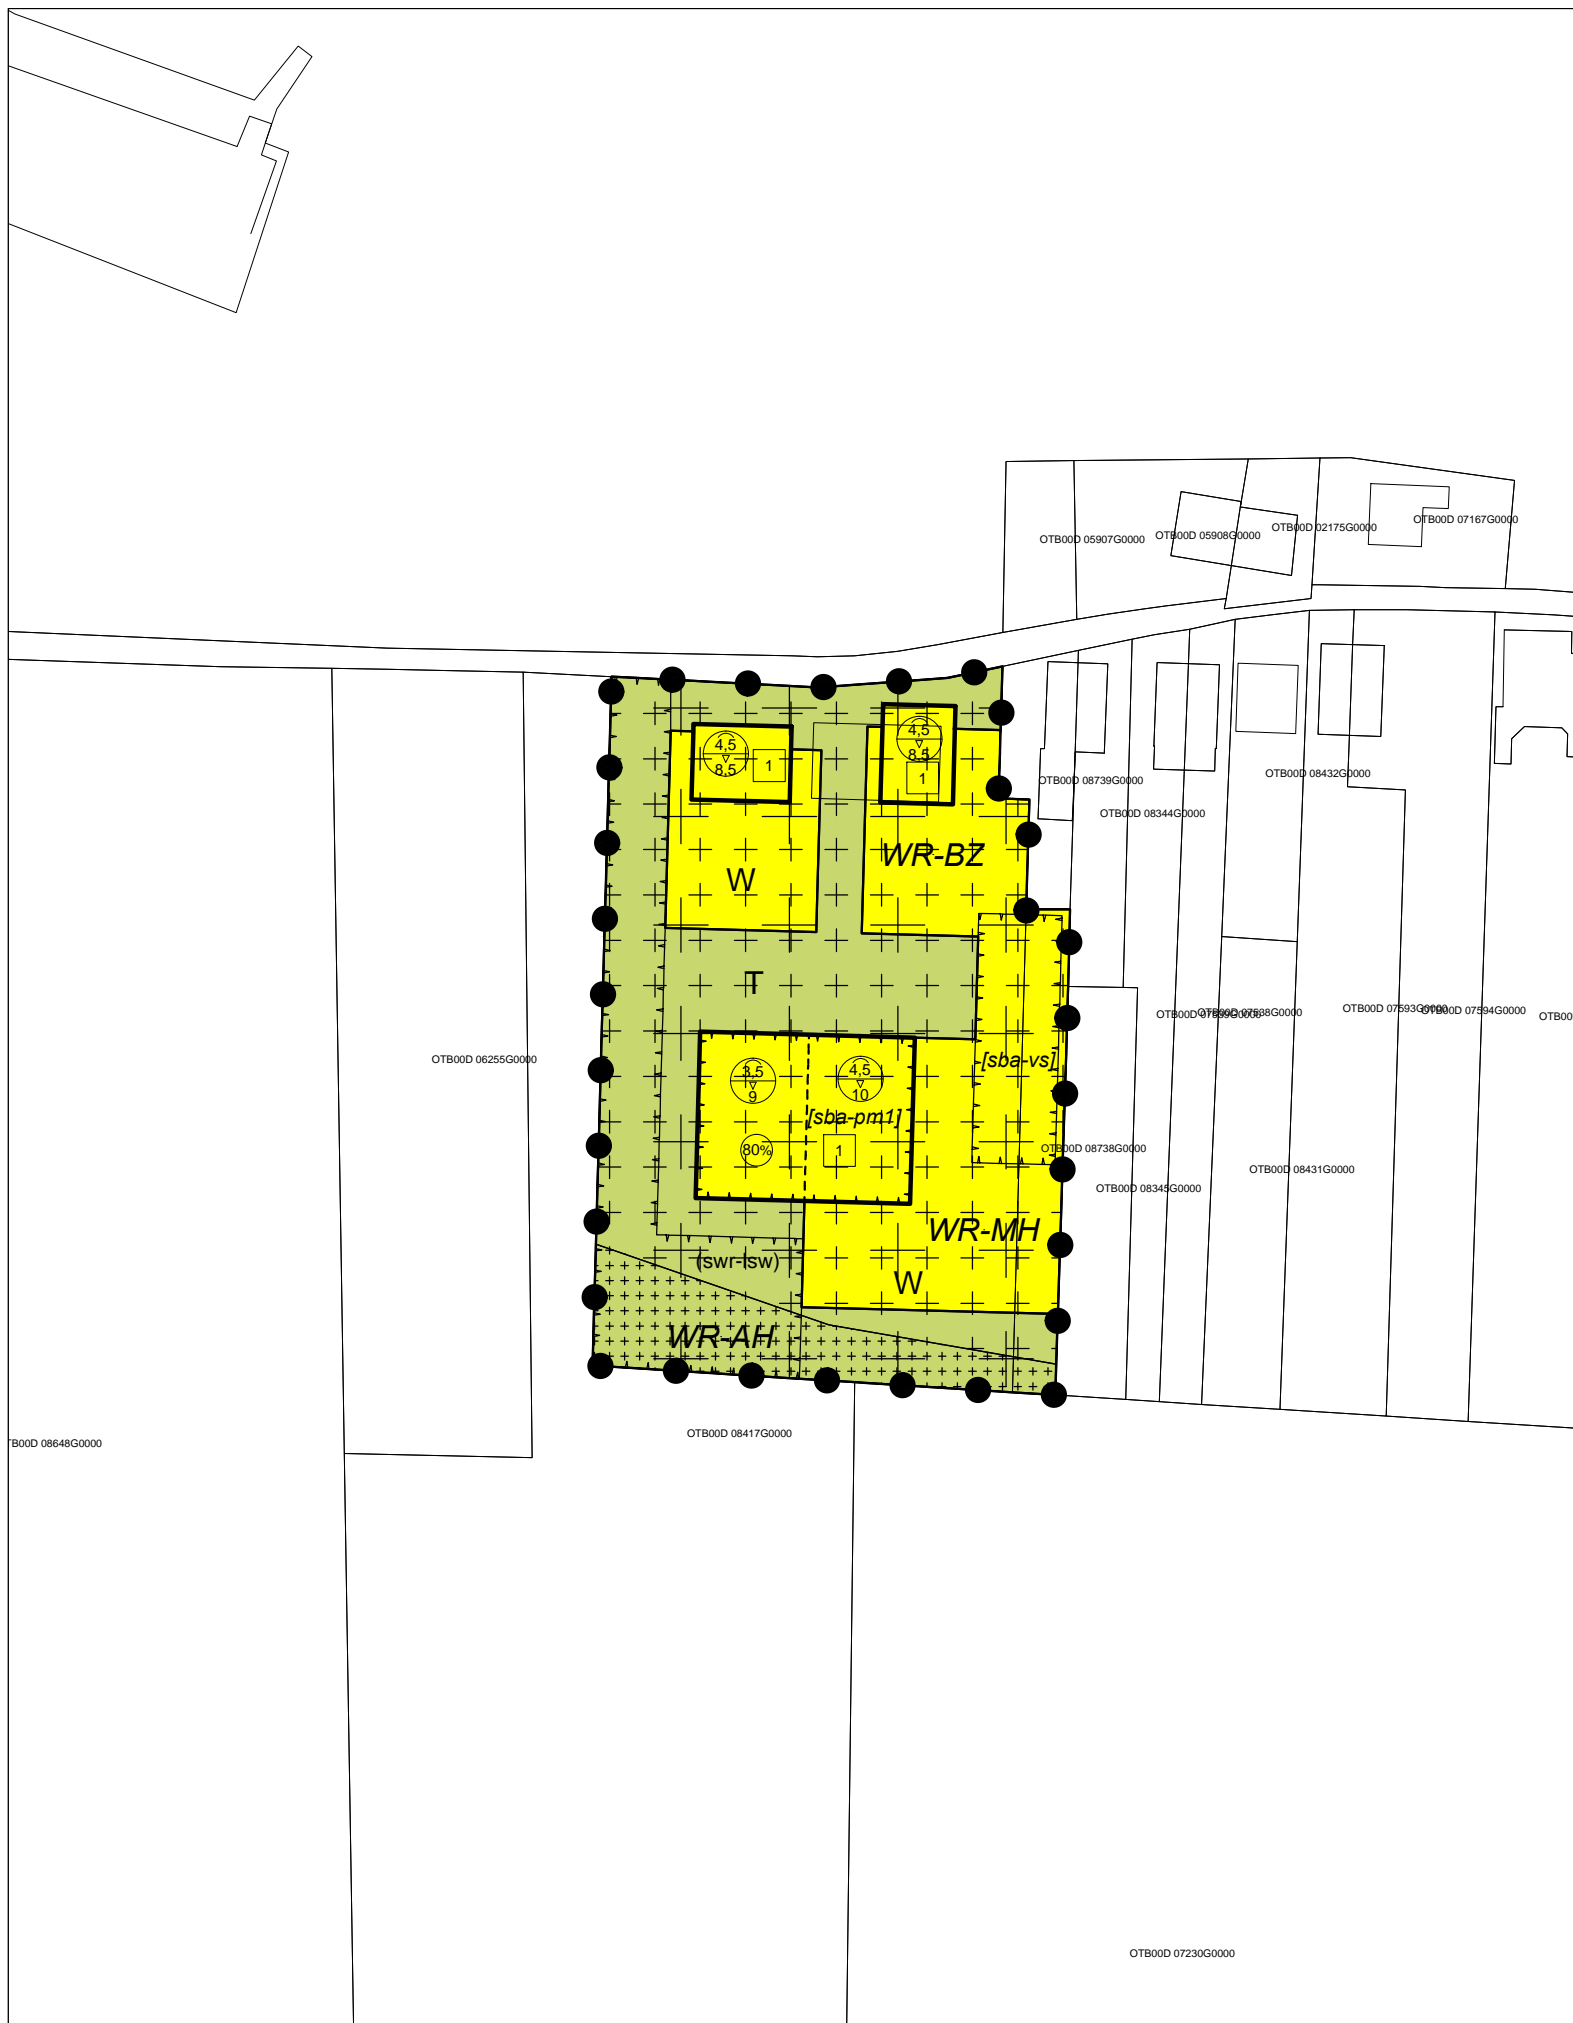 OTB00D 07167G0000
OTB00D 02175G0000
OTB00D 05908G0000
OTB00D 05907G0000
4,5
8,5
1
4,5
8,5
1
OTB00D 08739G0000
OTB00D 08432G0000
OTB00D 08344G0000
WR-BZ
W
T
OTB00D 07593G0000
OTB00D 07594G0000
OTB00
OTB00D 07538G0000
OTB00D 06255G0000
[sba-vs]
3,5
9
4,5
10
[sba-pm1]
80%
1
OTB00D 08738G0000
OTB00D 08431G0000
OTB00D 08345G0000
WR-MH
(swr-lsw)
W
WR-AH
OTB00D 08417G0000
TB00D 08648G0000
OTB00D 07230G0000